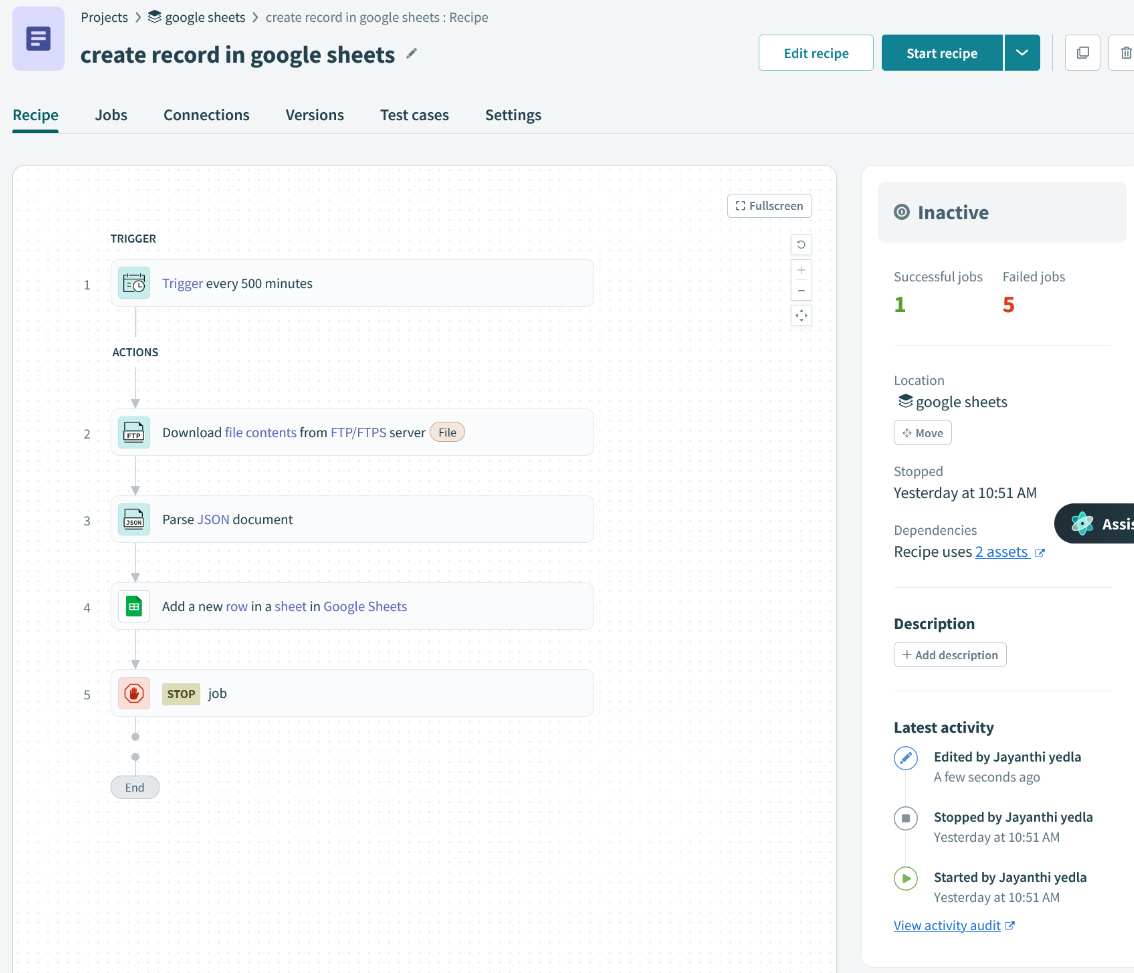 Projects > google sheets > create record in google sheets : Recipe
create record in google sheets
Edit recipe
Start recipe
Recipe Jobs Connections Versions Test cases Settings
Fullscreen
TRIGGER
1 Trigger every 500 minutes
ACTIONS
2 FTP Download file contents from FTP/FTPS server File
3 JSON Parse JSON document
4 Add a new row in a sheet in Google Sheets
5 STOP job
End
Inactive
Successful jobs Failed jobs
1 5
Location
google sheets
Move
Stopped
Yesterday at 10:51 AM
Assis
Dependencies
Recipe uses 2 assets
Description
+ Add description
Latest activity
Edited by Jayanthi yedla
A few seconds ago
Stopped by Jayanthi yedla
Yesterday at 10:51 AM
Started by Jayanthi yedla
Yesterday at 10:51 AM
View activity audit